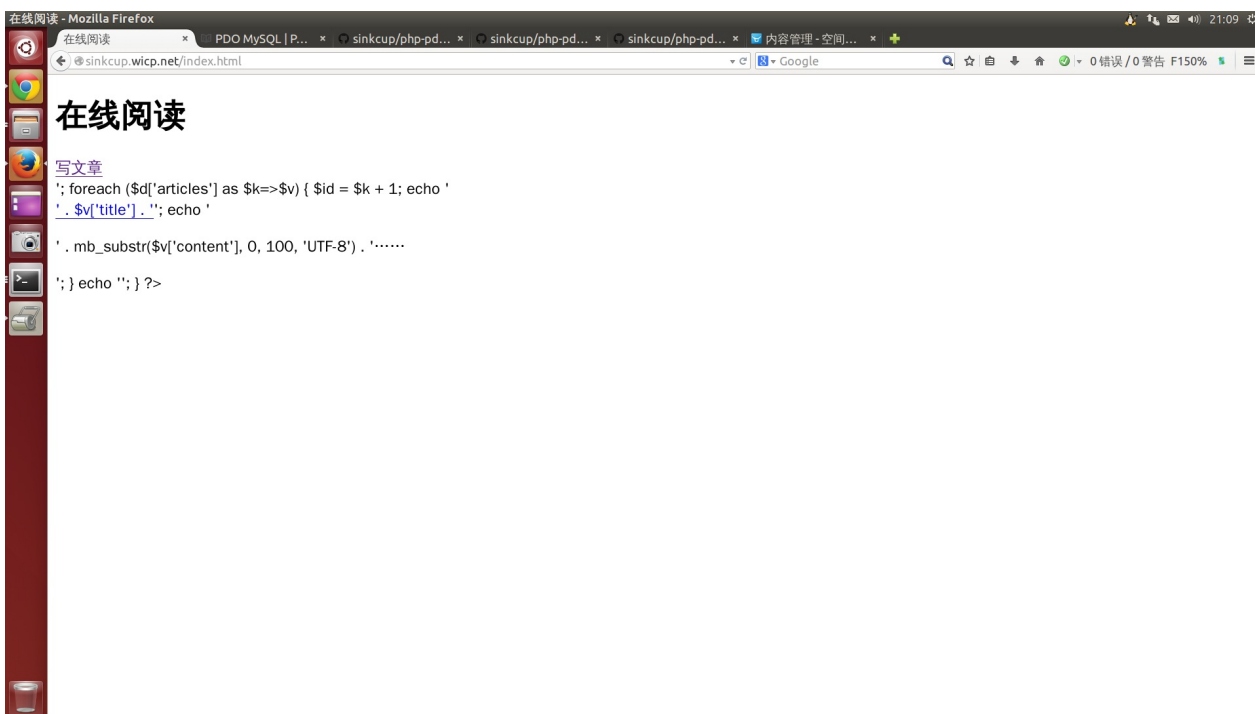 在线阅读 - Mozilla Firefox
21:09
在线阅读 × PDO MySQL | P... × sinkcup/php-pd... × sinkcup/php-pd... × sinkcup/php-pd... × 内容管理 - 空间... ×
sinkcup.wicp.net/index.html
Google
0 错误 / 0 警告 F150%
在线阅读
写文章
'; foreach ($d['articles'] as $k=>$v) { $id = $k + 1; echo '
' . $v['title'] . ''; echo '
' . mb_substr($v['content'], 0, 100, 'UTF-8') . '……
'; } echo ''; } ?>